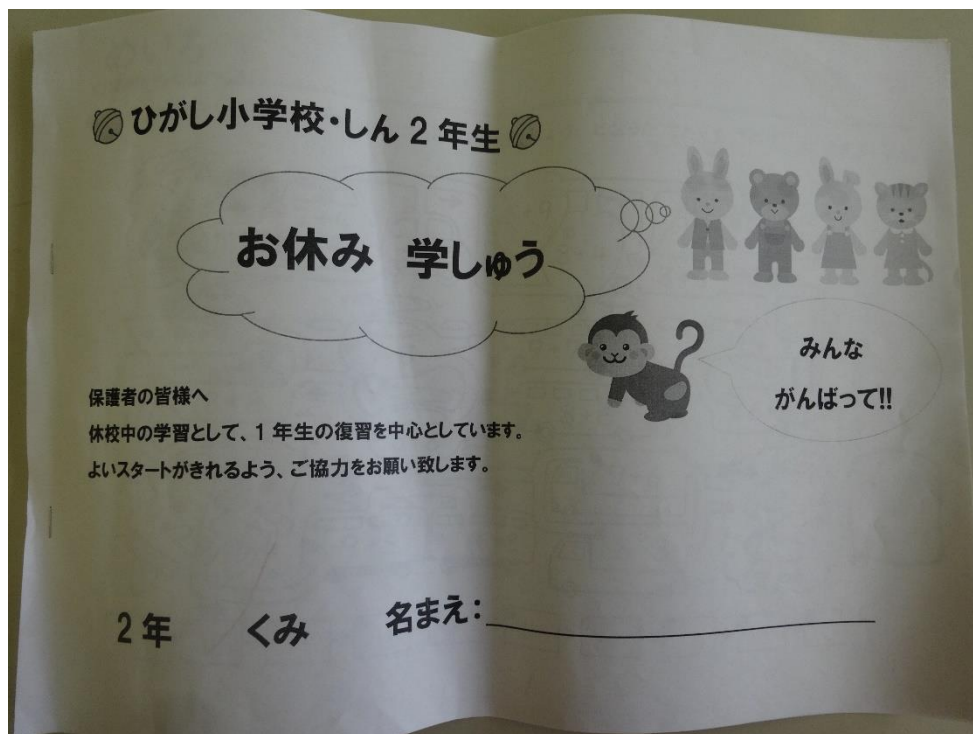 ひがし小学校・しん2年生
お休み 学しゅう
みんな
がんばって!!
保護者の皆様へ
休校中の学習として、1年生の復習を中心としています。
よいスタートがきれるよう、ご協力をお願い致します。
2年 くみ 名まえ: